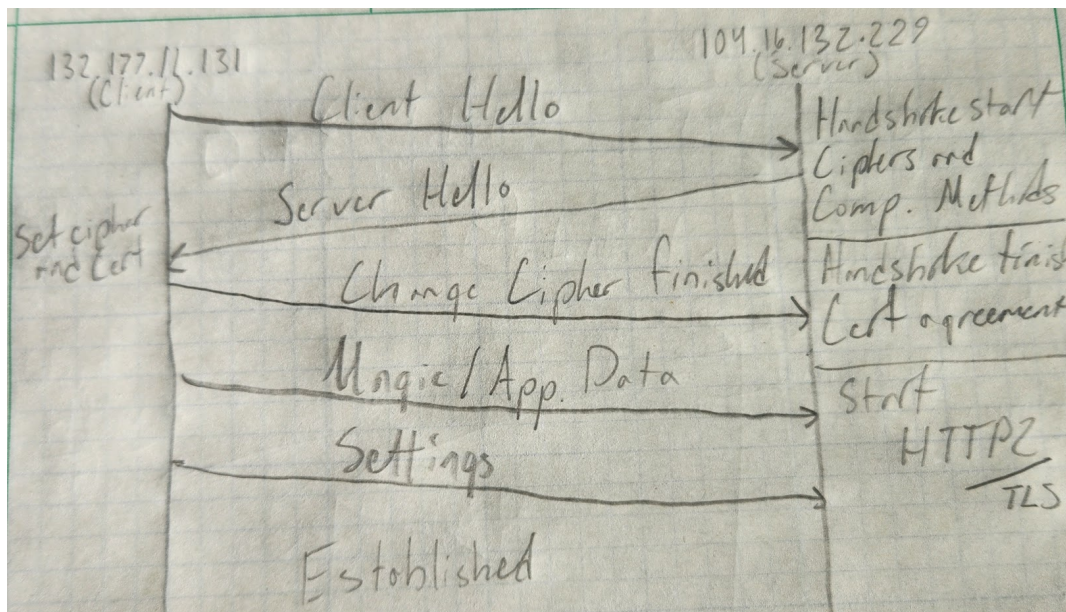 132.177.11.131
(Client)
104.16.132.229
(Server)
Client Hello
Handshake start
Ciphers and
Comp. Methods
Server Hello
Set cipher
and Cert
Change Cipher finished
Handshake finish
Cert agreement
Magic/App. Data
Start
HTTP2
/TLS
Settings
Established